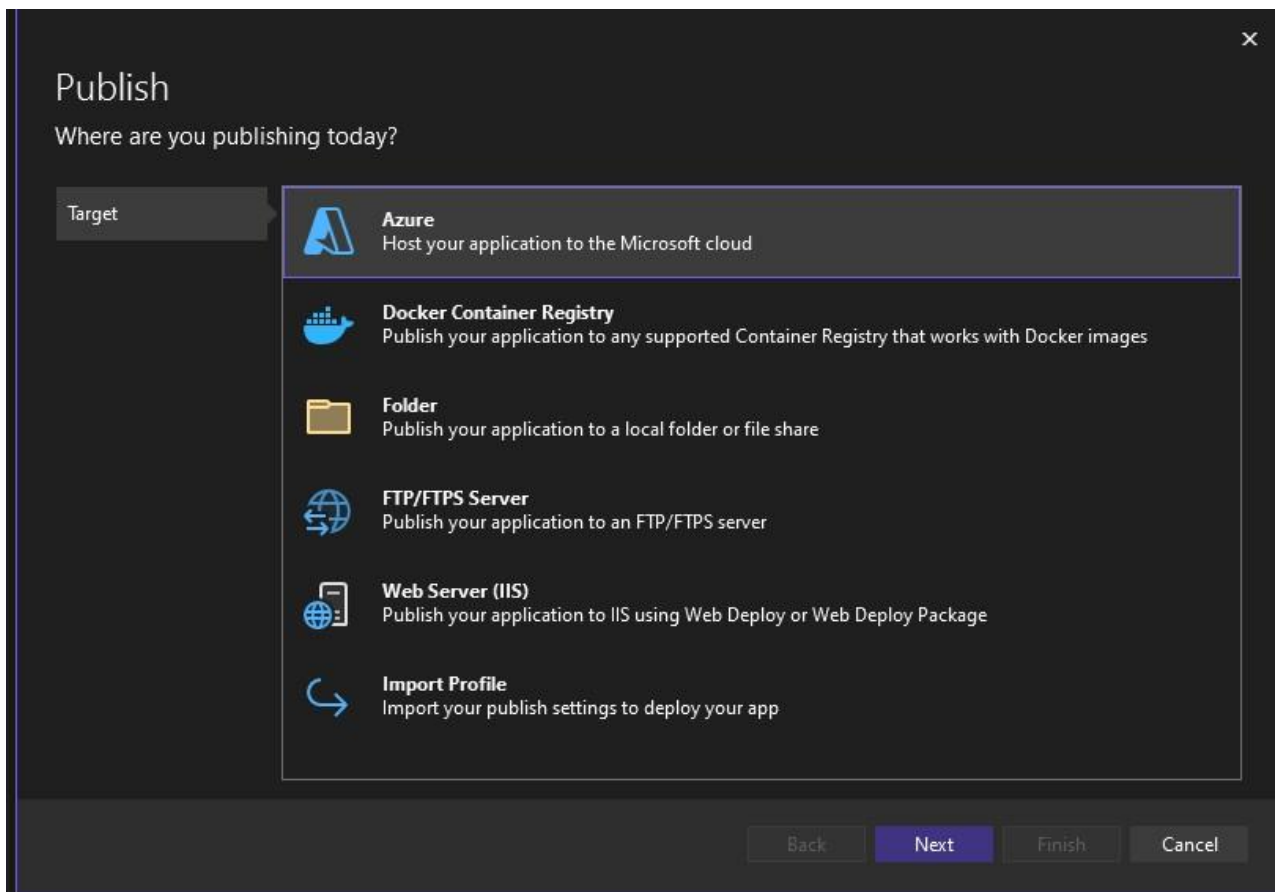 Publish
Where are you publishing today?
Target
Azure
Host your application to the Microsoft cloud
Docker Container Registry
Publish your application to any supported Container Registry that works with Docker images
Folder
Publish your application to a local folder or file share
FTP/FTPS Server
Publish your application to an FTP/FTPS server
Web Server (IIS)
Publish your application to IIS using Web Deploy or Web Deploy Package
Import Profile
Import your publish settings to deploy your app
Back
Next
Finish
Cancel